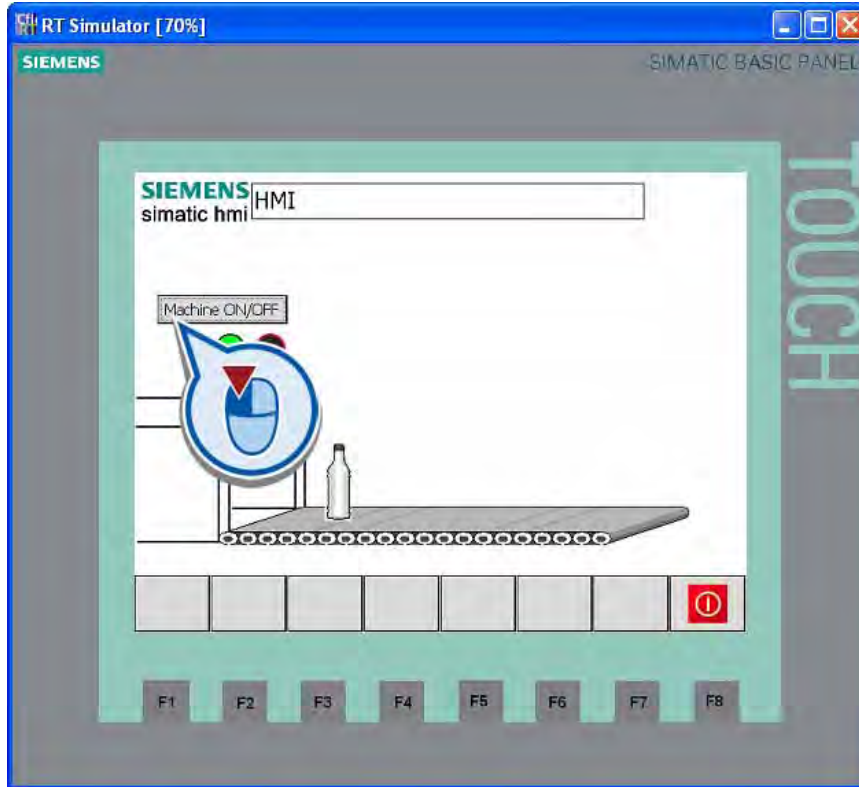 RT Simulator [70%]
SIEMENS
SIMATIC BASIC PANEL
TOUCH
SIEMENS
simatic hmi
HMI
Machine ON/OFF
F1 F2 F3 F4 F5 F6 F7 F8